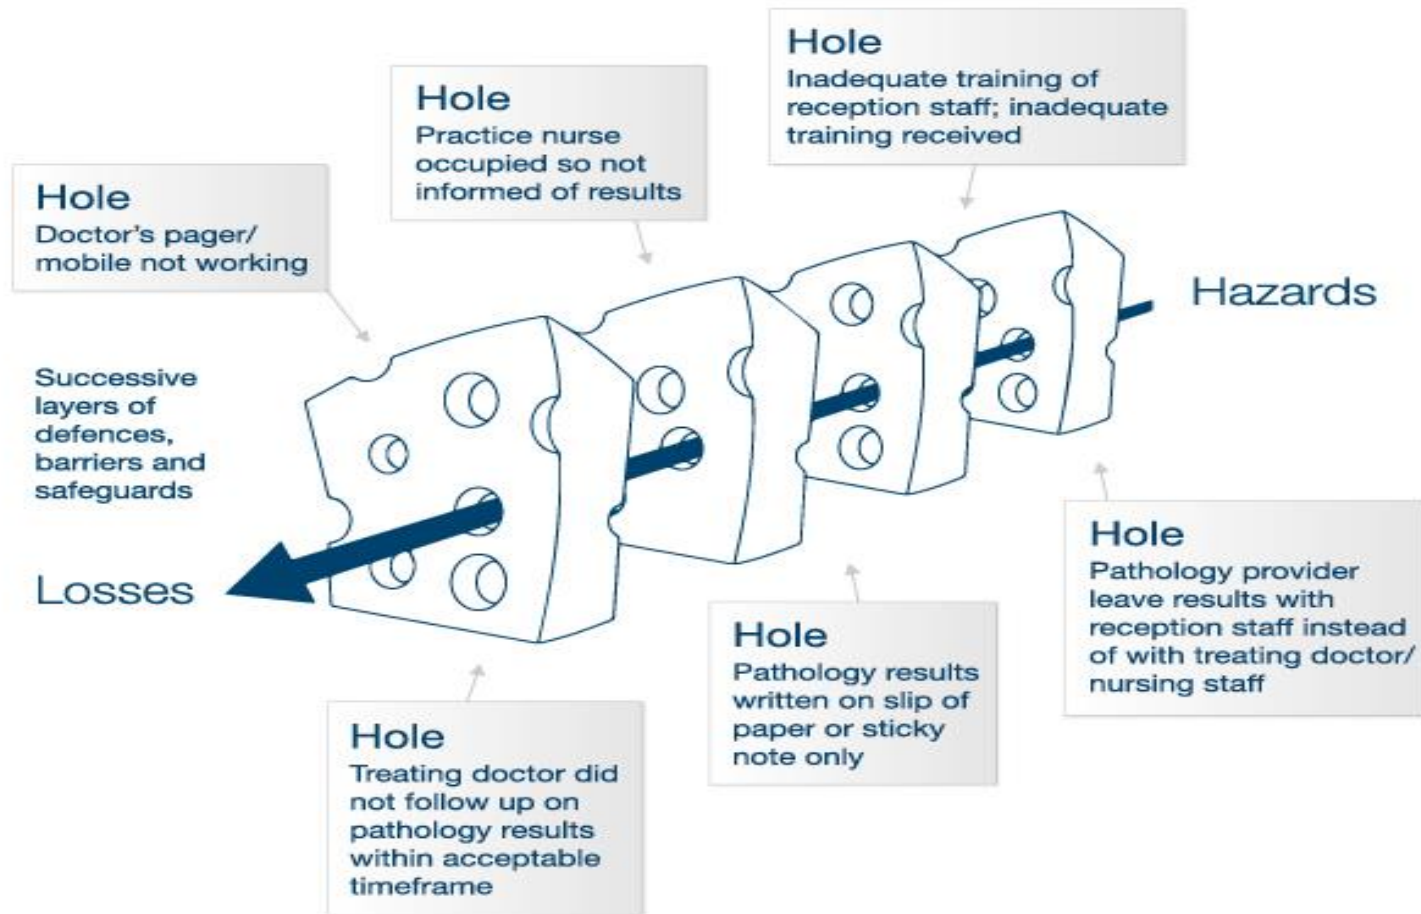 Hole
Inadequate training of
reception staff; inadequate
training received
Hole
Practice nurse
occupied so not
informed of results
Hole
Doctor's pager/
mobile not working
Hazards
Successive
layers of
defences,
barriers and
safeguards
Losses
Hole
Pathology provider
leave results with
reception staff instead
of with treating doctor/
nursing staff
Hole
Pathology results
written on slip of
paper or sticky
note only
Hole
Treating doctor did
not follow up on
pathology results
within acceptable
timeframe